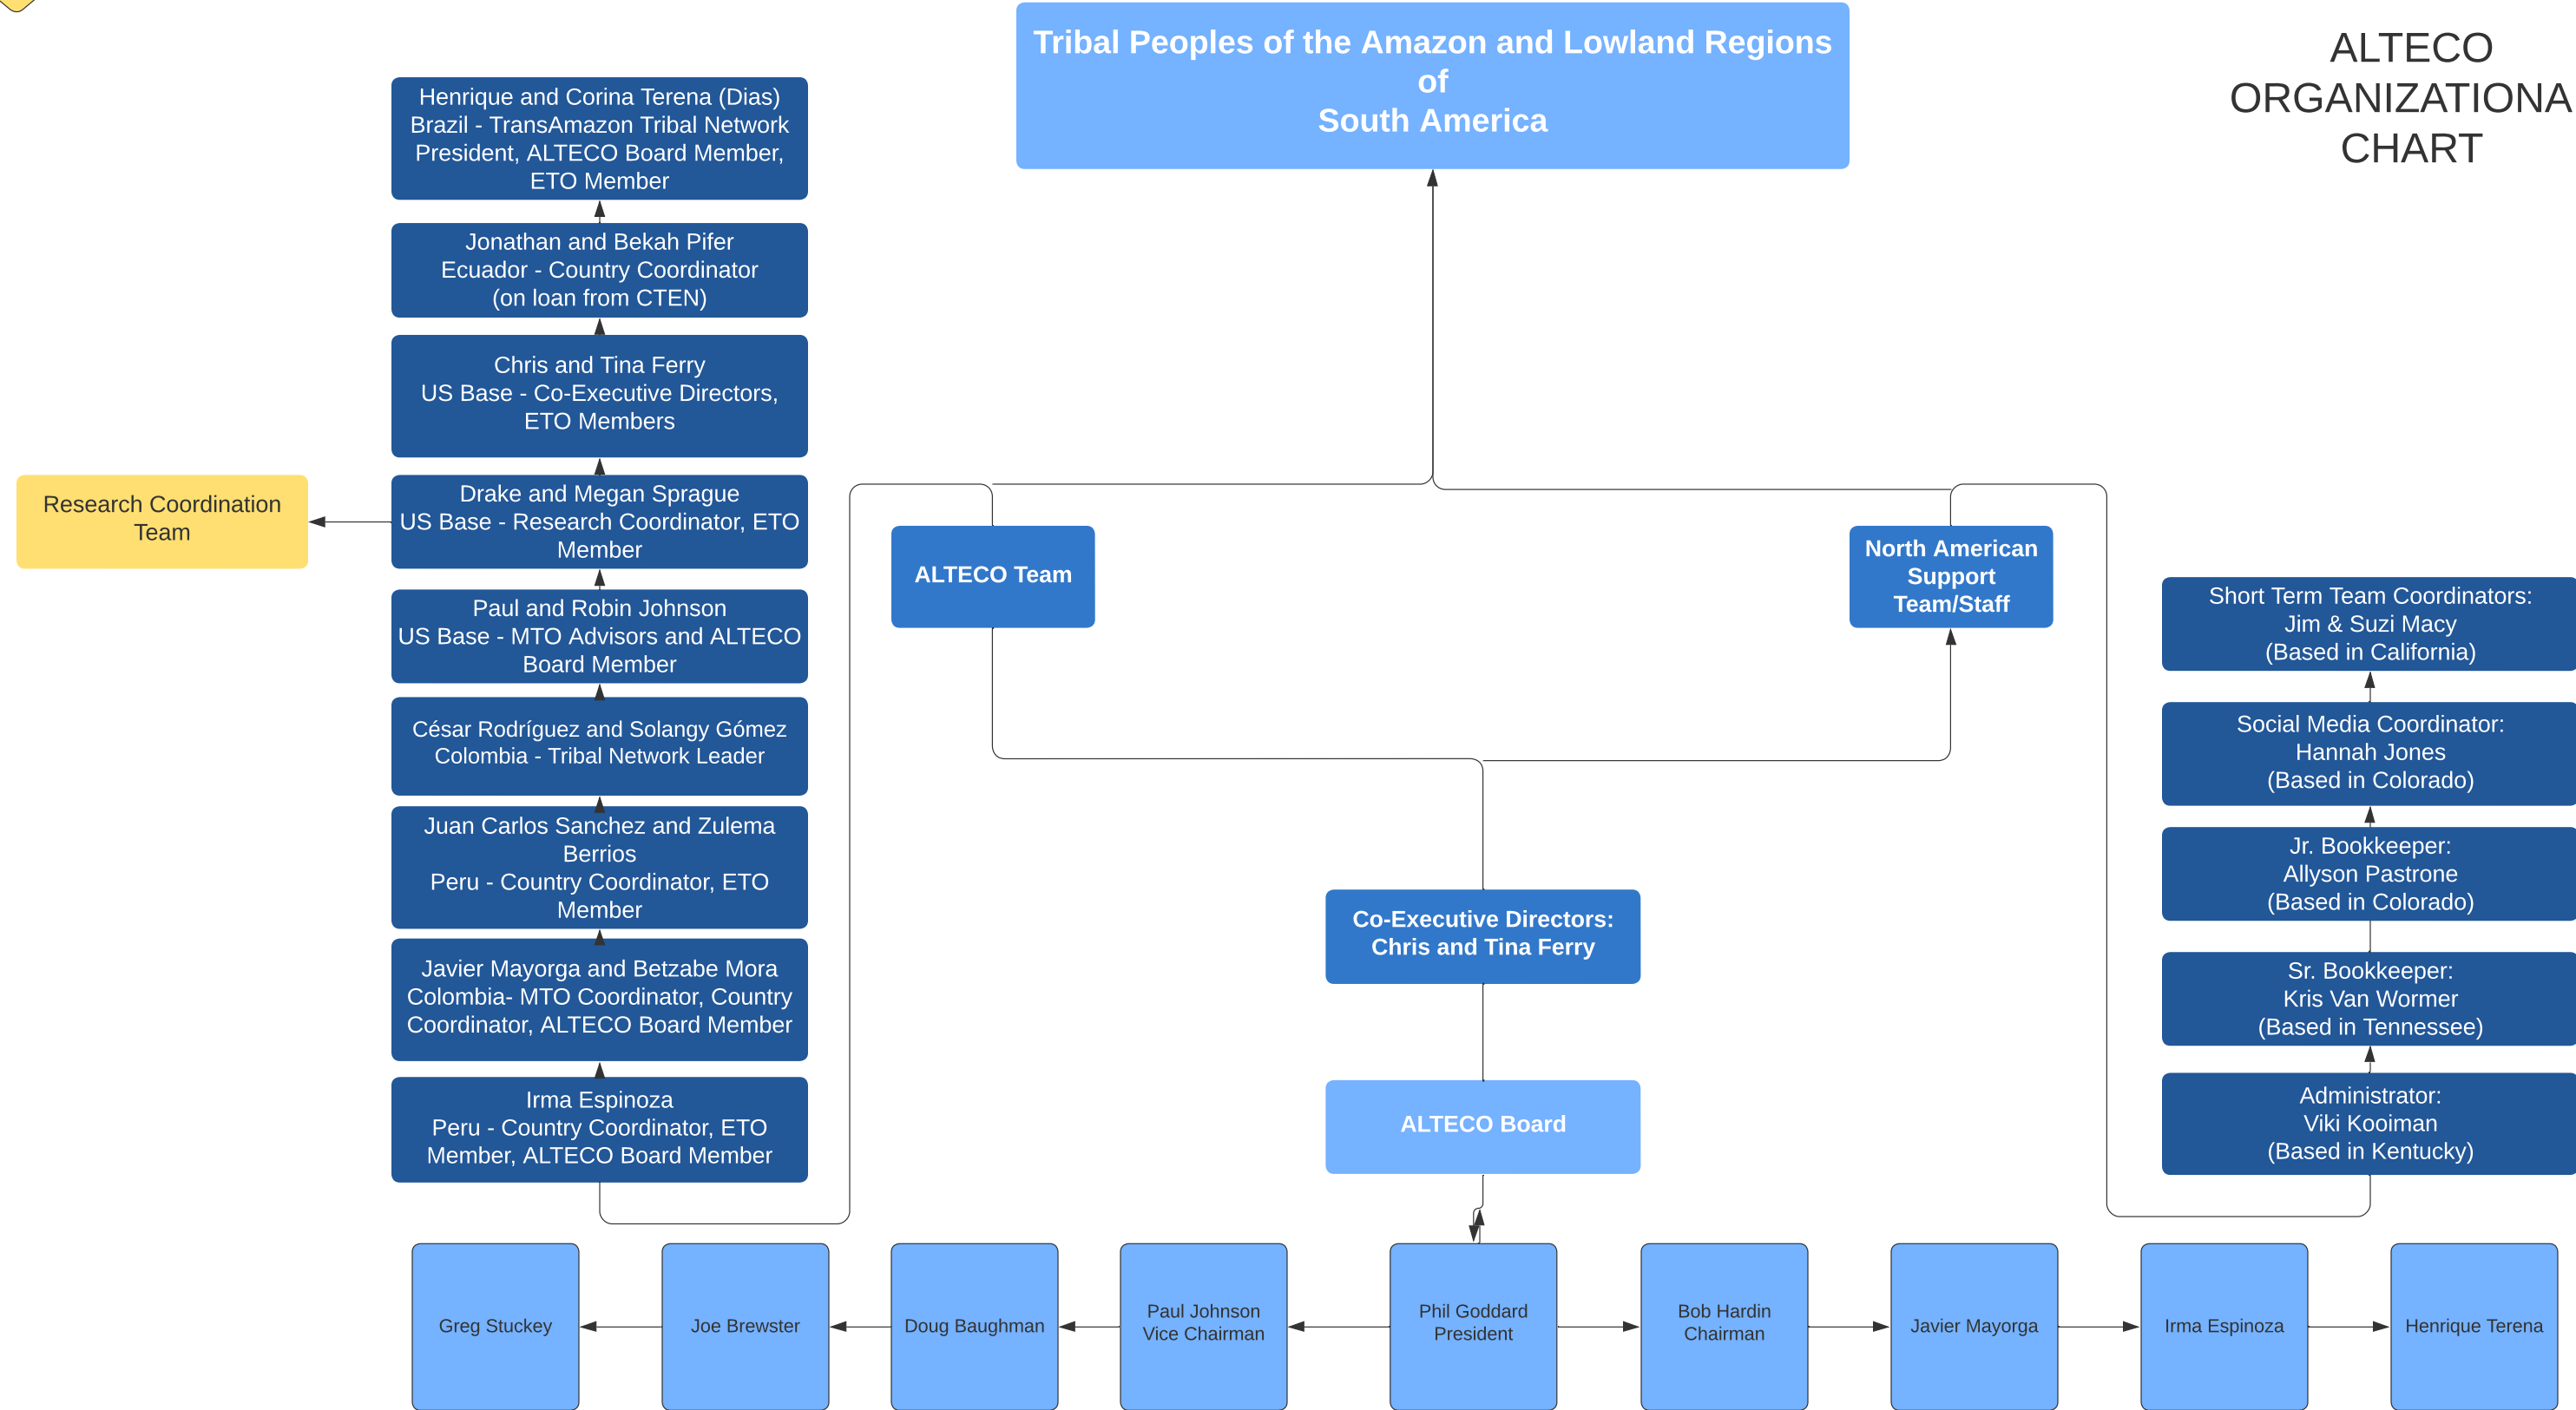 Tribal Peoples of the Amazon and Lowland Regions
of
South America
ALTECO
ORGANIZATIONA
CHART
Henrique and Corina Terena (Dias)
Brazil - TransAmazon Tribal Network
President, ALTECO Board Member,
ETO Member
Jonathan and Bekah Pifer
Ecuador - Country Coordinator
(on loan from CTEN)
Chris and Tina Ferry
US Base - Co-Executive Directors,
ETO Members
Research Coordination
Team
Drake and Megan Sprague
US Base - Research Coordinator, ETO
Member
Paul and Robin Johnson
US Base - MTO Advisors and ALTECO
Board Member
César Rodríguez and Solangy Gómez
Colombia - Tribal Network Leader
Juan Carlos Sanchez and Zulema
Berrios
Peru - Country Coordinator, ETO
Member
Javier Mayorga and Betzabe Mora
Colombia- MTO Coordinator, Country
Coordinator, ALTECO Board Member
Irma Espinoza
Peru - Country Coordinator, ETO
Member, ALTECO Board Member
ALTECO Team
North American
Support
Team/Staff
Short Term Team Coordinators:
Jim & Suzi Macy
(Based in California)
Social Media Coordinator:
Hannah Jones
(Based in Colorado)
Jr. Bookkeeper:
Allyson Pastrone
(Based in Colorado)
Sr. Bookkeeper:
Kris Van Wormer
(Based in Tennessee)
Administrator:
Viki Kooiman
(Based in Kentucky)
Co-Executive Directors:
Chris and Tina Ferry
ALTECO Board
Greg Stuckey
Joe Brewster
Doug Baughman
Paul Johnson
Vice Chairman
Phil Goddard
President
Bob Hardin
Chairman
Javier Mayorga
Irma Espinoza
Henrique Terena